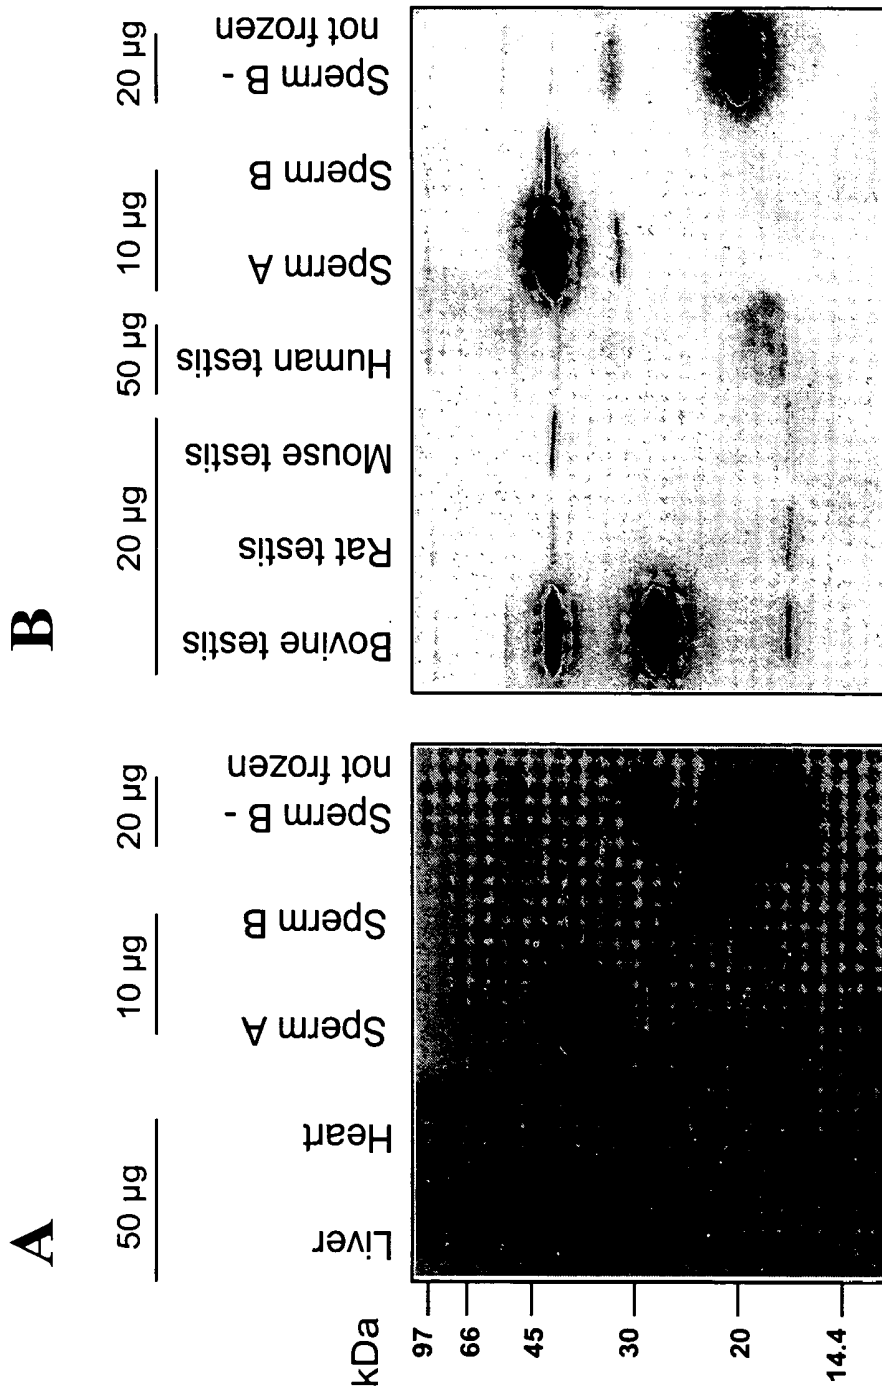 A
50 µg
10 µg
20 µg
Liver
Heart
Sperm A
Sperm B
Sperm B -
not frozen
kDa
97
66
45
30
20
14.4
B
20 µg
50 µg
10 µg
20 µg
Bovine testis
Rat testis
Mouse testis
Human testis
Sperm A
Sperm B
Sperm B -
not frozen